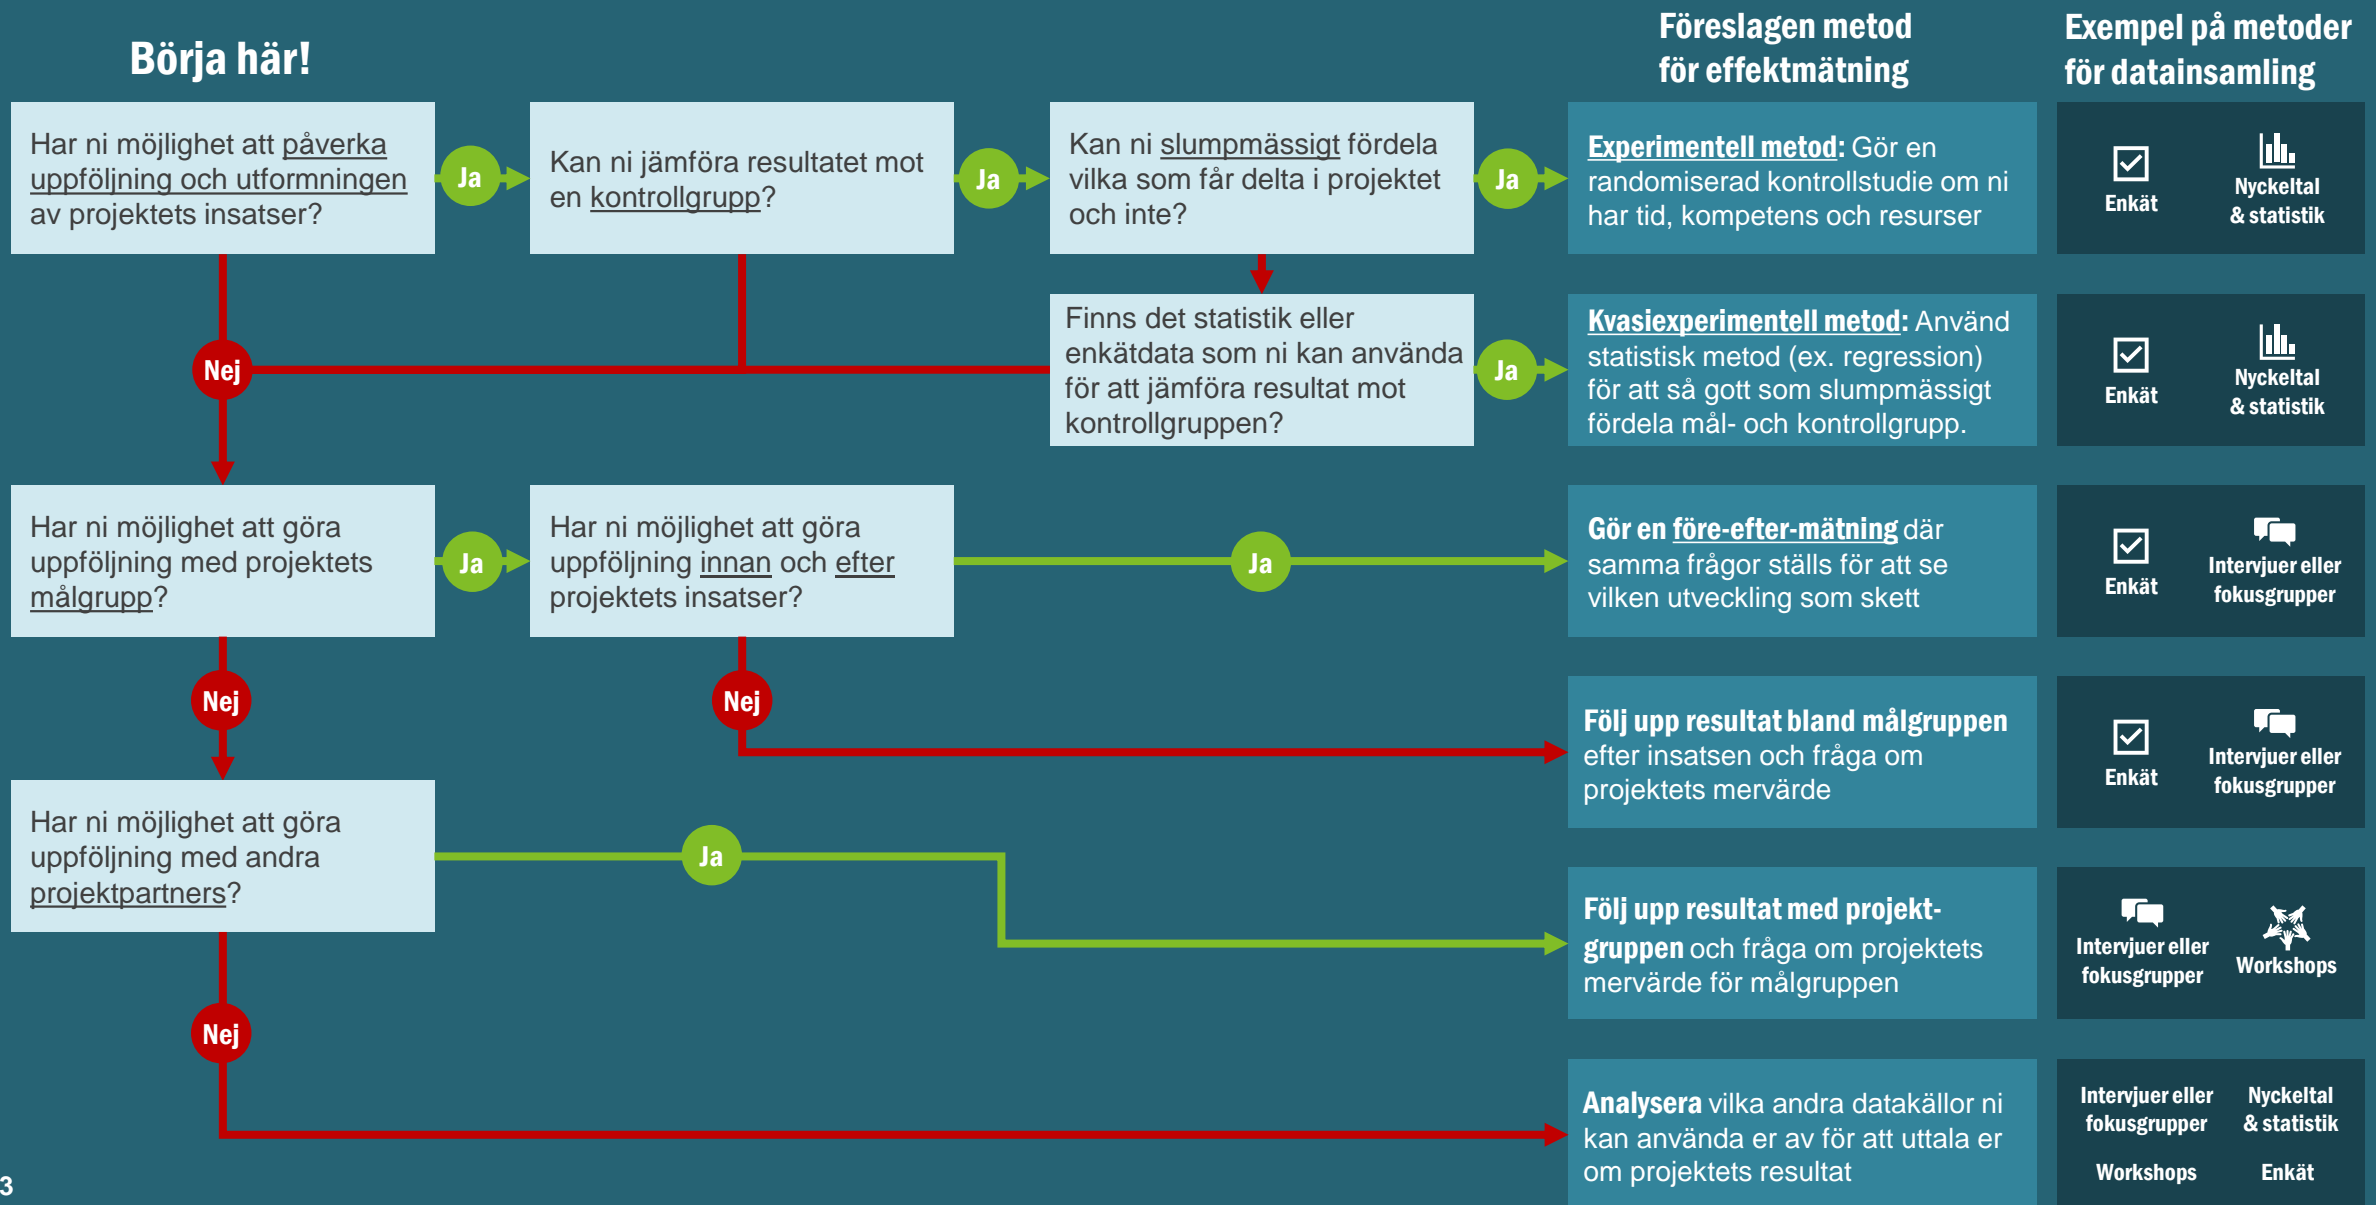 Börja här!
Föreslagen metod
för effektmätning
Exempel på metoder
för datainsamling
Har ni möjlighet att påverka
uppföljning och utformningen
av projektets insatser?
Ja
Kan ni jämföra resultatet mot
en kontrollgrupp?
Ja
Kan ni slumpmässigt fördela
vilka som får delta i projektet
och inte?
Ja
Experimentell metod: Gör en
randomiserad kontrollstudie om ni
har tid, kompetens och resurser
Enkät
Nyckeltal
& statistik
Nej
Finns det statistik eller
enkätdata som ni kan använda
för att jämföra resultat mot
kontrollgruppen?
Ja
Kvasiexperimentell metod: Använd
statistisk metod (ex. regression)
för att så gott som slumpmässigt
fördela mål- och kontrollgrupp.
Enkät
Nyckeltal
& statistik
Har ni möjlighet att göra
uppföljning med projektets
målgrupp?
Ja
Har ni möjlighet att göra
uppföljning innan och efter
projektets insatser?
Ja
Gör en före-efter-mätning där
samma frågor ställs för att se
vilken utveckling som skett
Enkät
Intervjuer eller
fokusgrupper
Nej
Nej
Följ upp resultat bland målgruppen
efter insatsen och fråga om
projektets mervärde
Enkät
Intervjuer eller
fokusgrupper
Har ni möjlighet att göra
uppföljning med andra
projektpartners?
Ja
Följ upp resultat med projekt-
gruppen och fråga om projektets
mervärde för målgruppen
Intervjuer eller
fokusgrupper
Workshops
Nej
Analysera vilka andra datakällor ni
kan använda er av för att uttala er
om projektets resultat
Intervjuer eller
fokusgrupper
Nyckeltal
& statistik
Workshops
Enkät
3